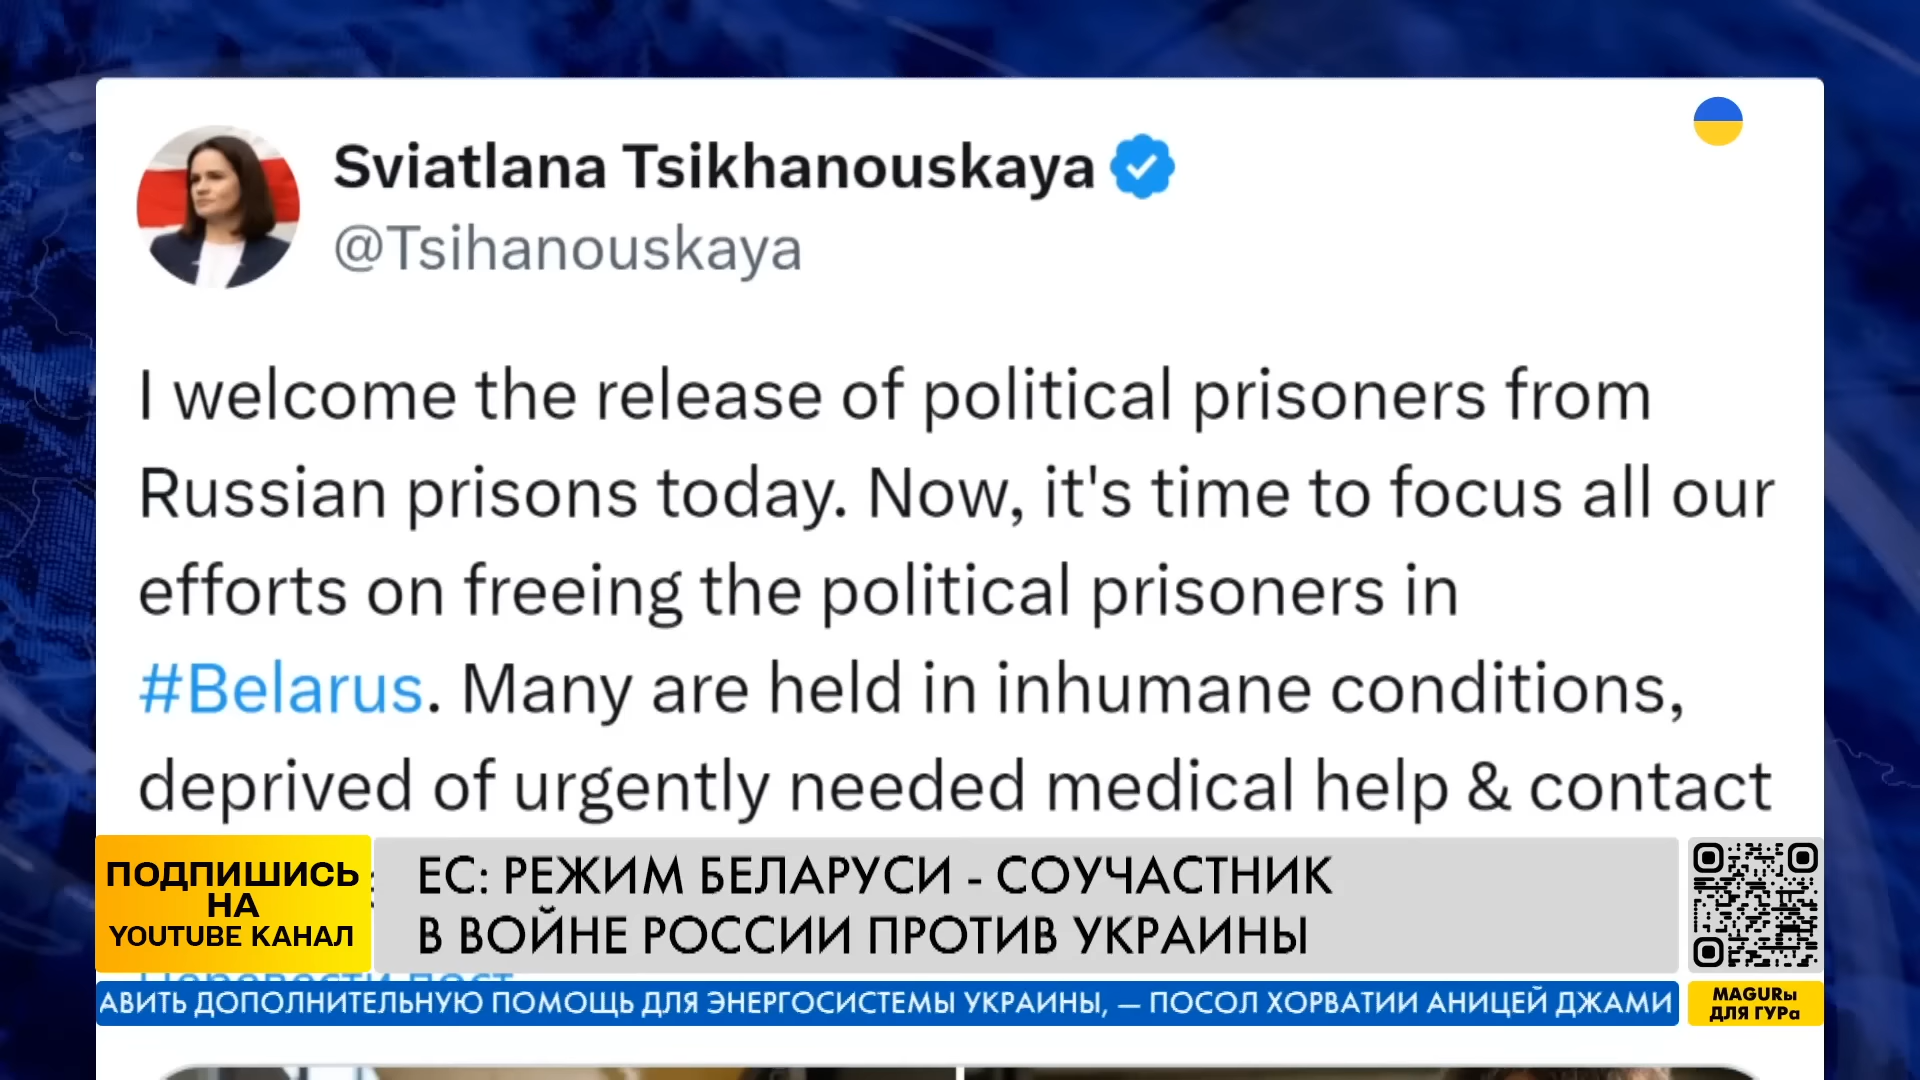 Sviatlana Tsikhanouskaya
@Tsihanouskaya
I welcome the release of political prisoners from
Russian prisons today. Now, it's time to focus all our
efforts on freeing the political prisoners in
#Belarus. Many are held in inhumane conditions,
deprived of urgently needed medical help & contact
ПОДПИШИСЬ
НА
YOUTUBE КАНАЛ
ЕС: РЕЖИМ БЕЛАРУСИ - СОУЧАСТНИК
В ВОЙНЕ РОССИИ ПРОТИВ УКРАИНЫ
Перевести пост
АВИТЬ ДОПОЛНИТЕЛЬНУЮ ПОМОЩЬ ДЛЯ ЭНЕРГОСИСТЕМЫ УКРАИНЫ, — ПОСОЛ ХОРВАТИИ АНИЦЕЙ ДЖАМИ
MAGURы
ДЛЯ ГУРа